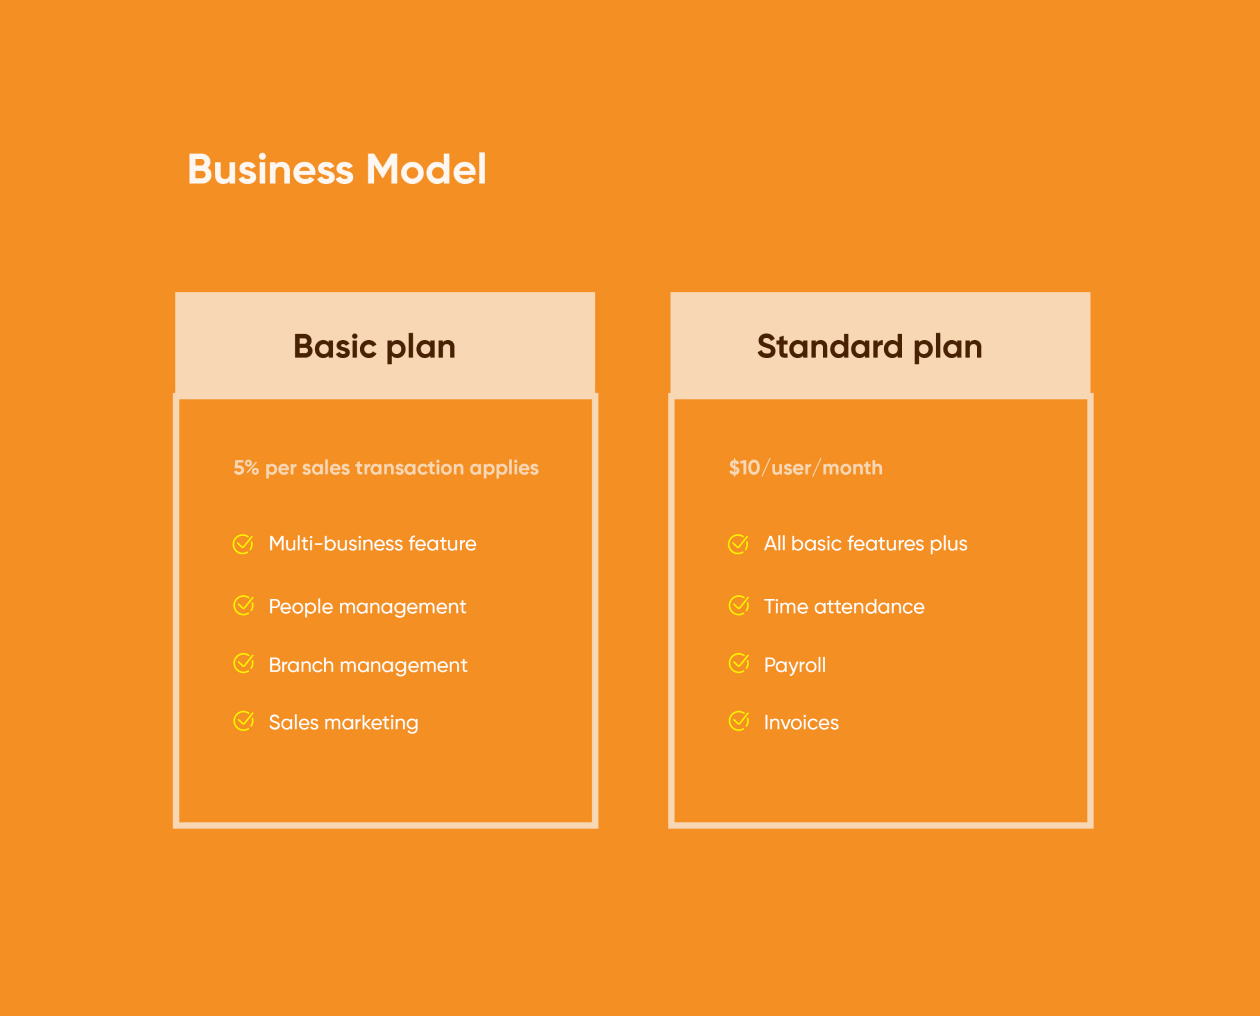 Business Model
Basic plan
5% per sales transaction applies
Multi-business feature
People management
Branch management
Sales marketing
Standard plan
$10/user/month
All basic features plus
Time attendance
Payroll
Invoices